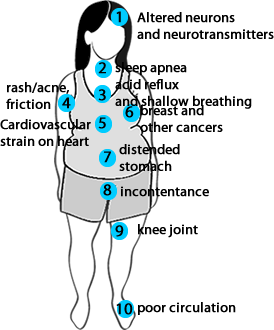 1 Altered neurons
and neurotransmitters
2 sleep apnea
3 acid reflux
and shallow breathing
rash/acne,
friction 4
Cardiovascular
strain on heart 5
6 breast and
other cancers
7 distended
stomach
8 incontentance
9 knee joint
10 poor circulation